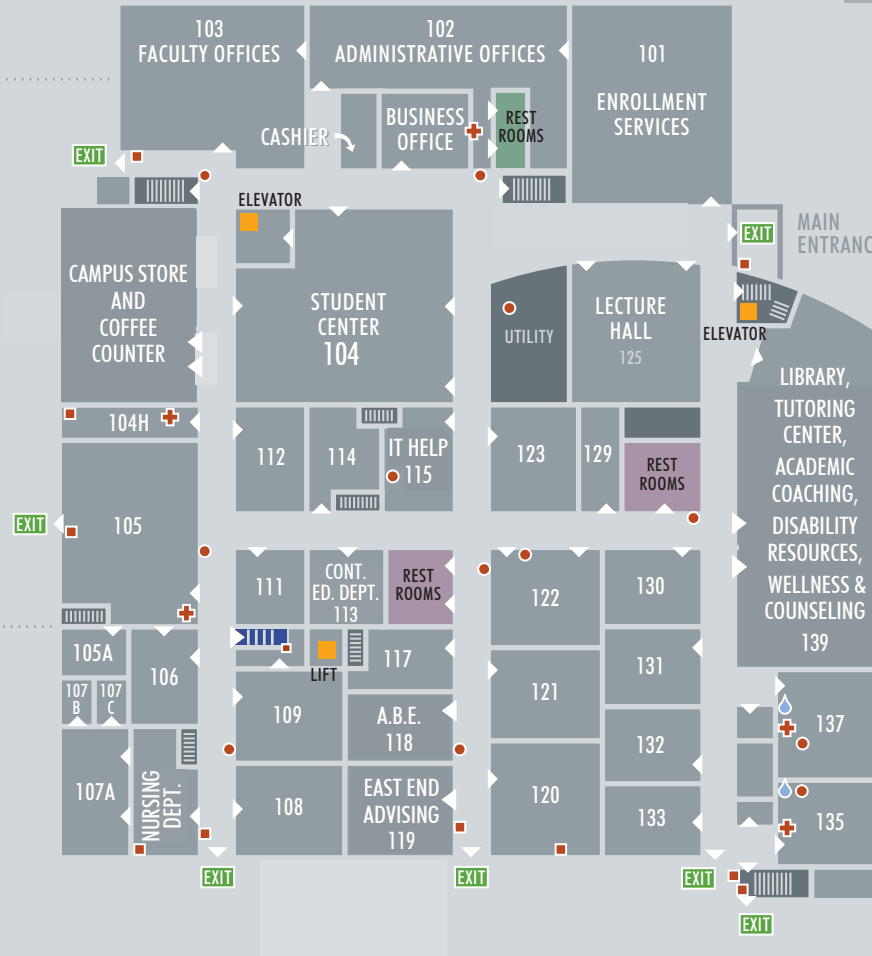 103
FACULTY OFFICES
102
ADMINISTRATIVE OFFICES
101
ENROLLMENT
SERVICES
CASHIER
BUSINESS
OFFICE
REST
ROOMS
EXIT
ELEVATOR
EXIT
MAIN
ENTRANC
CAMPUS STORE
AND
COFFEE
COUNTER
STUDENT
CENTER
104
UTILITY
LECTURE
HALL
125
ELEVATOR
LIBRARY,
TUTORING
CENTER,
ACADEMIC
COACHING,
DISABILITY
RESOURCES,
WELLNESS &
COUNSELING
139
104H
112
114
IT HELP
115
123
129
REST
ROOMS
EXIT
105
111
CONT.
ED. DEPT.
113
REST
ROOMS
122
130
105A
106
107
B
107
C
LIFT
117
121
131
109
A.B.E.
118
132
137
107A
NURSING
DEPT.
108
EAST END
ADVISING
119
120
133
135
EXIT
EXIT
EXIT
EXIT